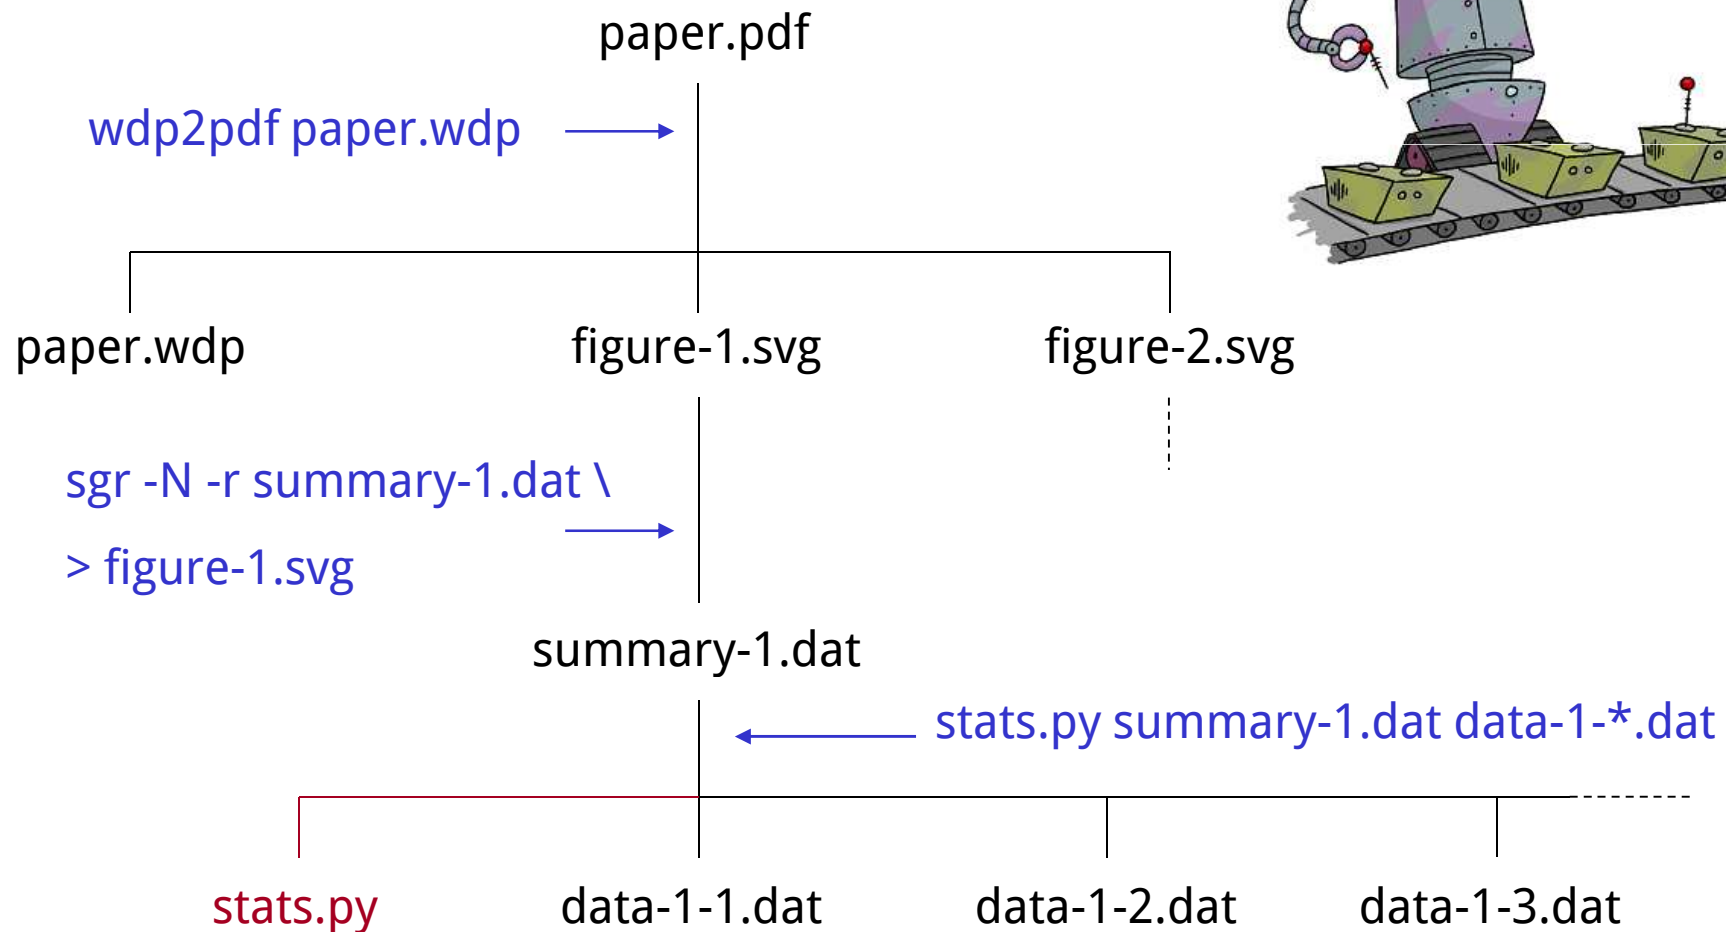 paper.pdf
wdp2pdf paper.wdp
paper.wdp
figure-1.svg
figure-2.svg
sgr -N -r summary-1.dat \
> figure-1.svg
summary-1.dat
stats.py summary-1.dat data-1-*.dat
stats.py
data-1-1.dat
data-1-2.dat
data-1-3.dat